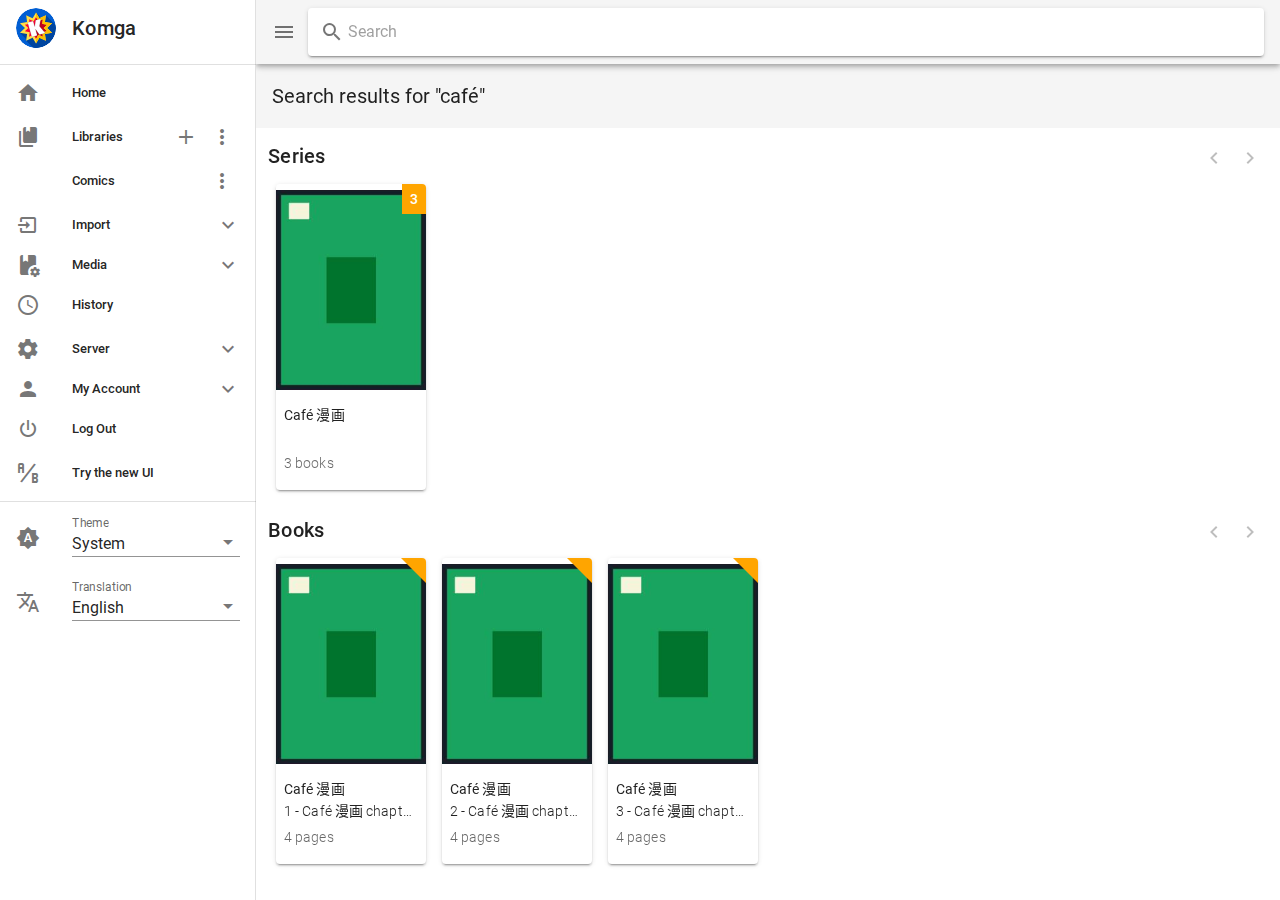 Komga
Search
Home
Libraries
Comics
Import
Media
History
Server
My Account
Log Out
Try the new UI
Theme
System
Translation
English
Search results for "café"
Series
3
Café 漫画
3 books
Books
Café 漫画
1 - Café 漫画 chapt...
4 pages
Café 漫画
2 - Café 漫画 chapt...
4 pages
Café 漫画
3 - Café 漫画 chapt...
4 pages